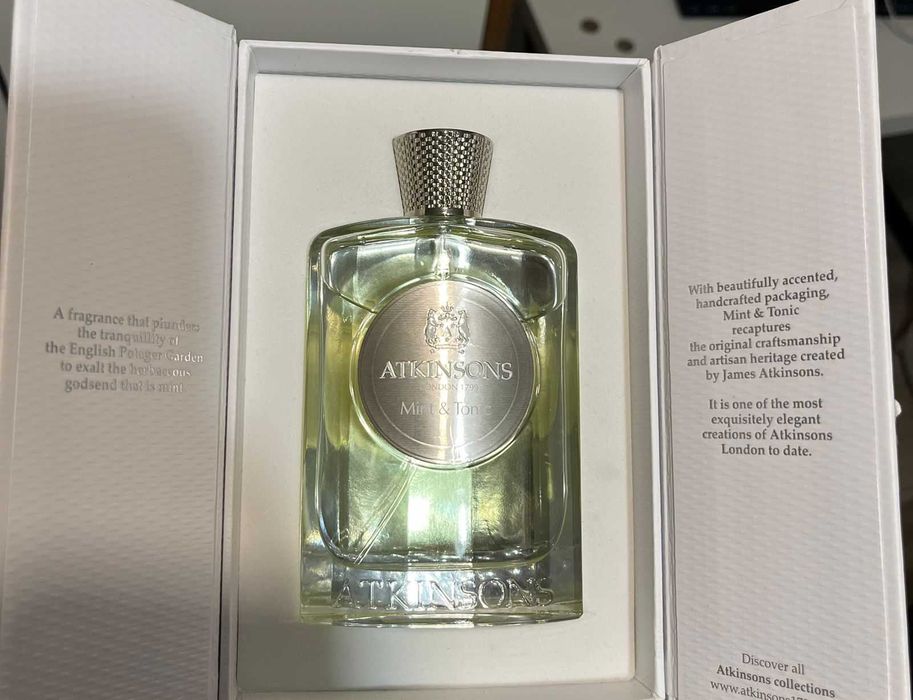 A fragrance that plunders
the tranquillity of
the English Potager Garden
to exalt the herbaceous
godsend that is mint.
ATKINSONS
LONDON 1799
Mint & Tonic
ATKINSONS
With beautifully accented,
handcrafted packaging,
Mint & Tonic
recaptures
the original craftsmanship
and artisan heritage created
by James Atkinsons.
It is one of the most
exquisitely elegant
creations of Atkinsons
London to date.
Discover all
Atkinsons collections